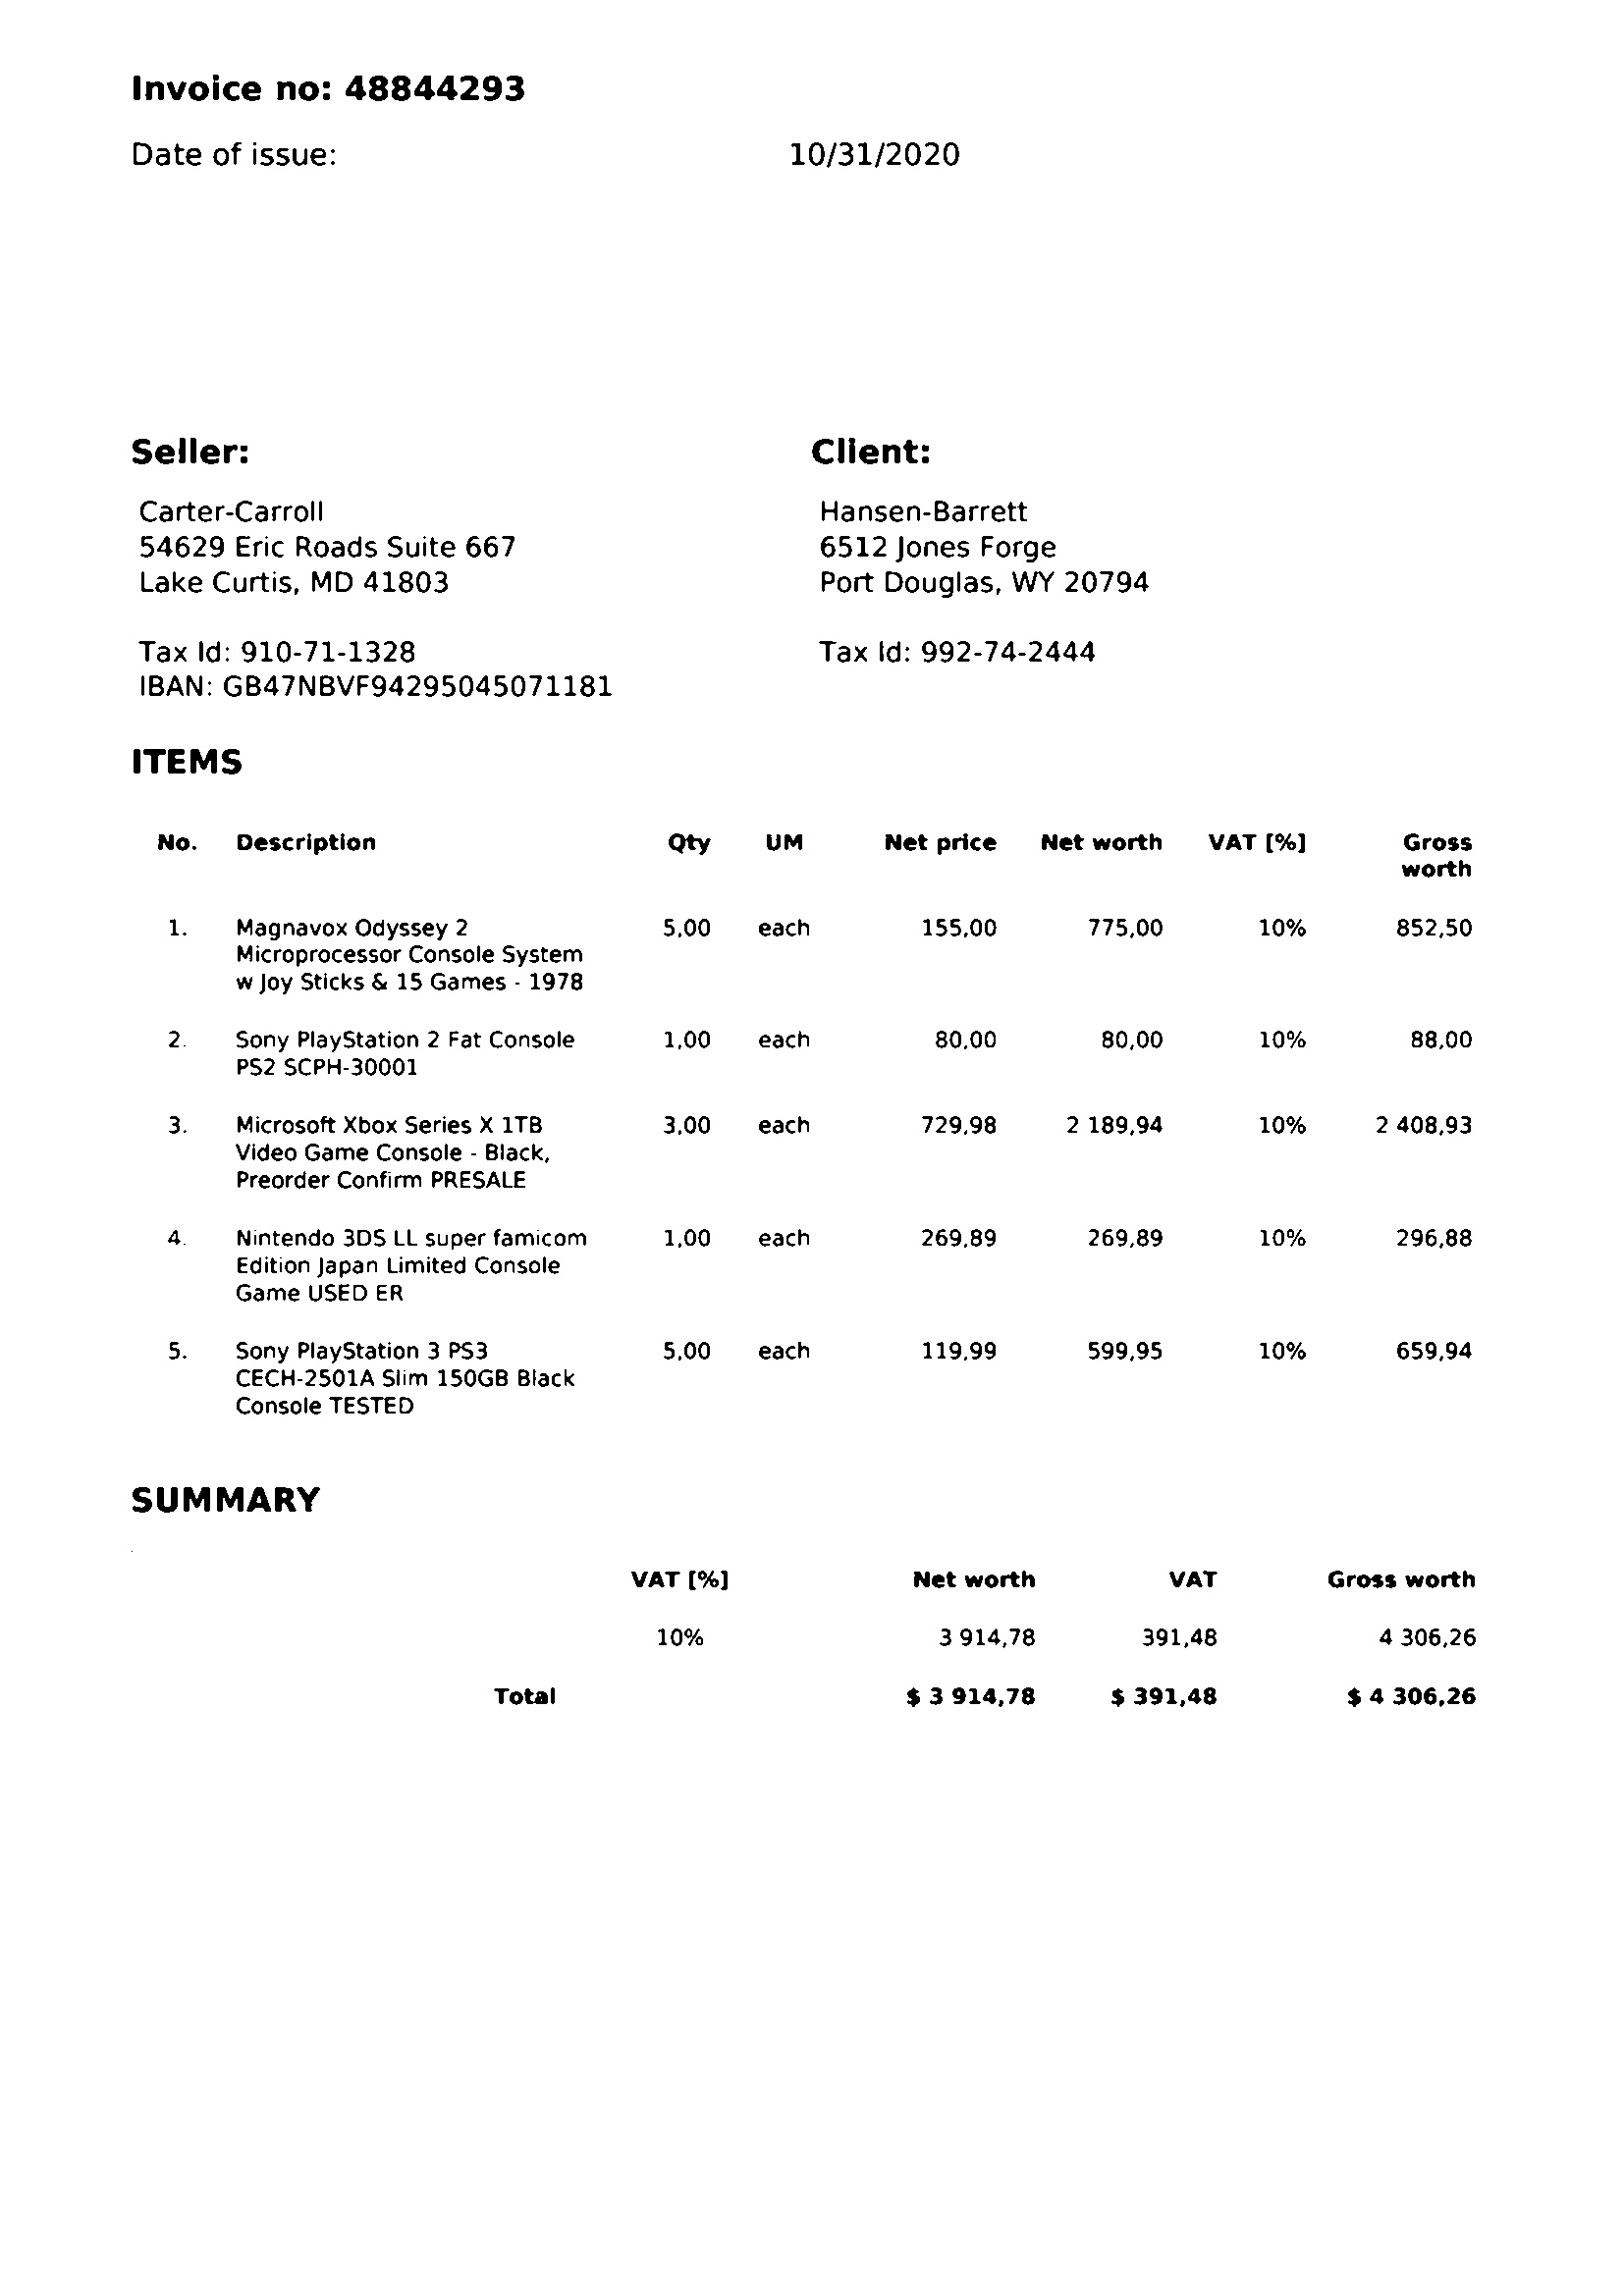 Invoice no: 48844293
Date of issue: 10/31/2020
Seller: Client:
Carter-Carroll Hansen-Barrett
54629 Eric Roads Suite 667 6512 Jones Forge
Lake Curtis, MD 41803 Port Douglas, WY 20794
Tax Id: 910-71-1328 Tax Id: 992-74-2444
IBAN: GB47NBVF94295045071181
ITEMS
No. Description Qty UM Net price Net worth VAT [%] Gross
worth
1. Magnavox Odyssey 2 5,00 each 155,00 775,00 10% 852,50
Microprocessor Console System
w Joy Sticks & 15 Games - 1978
2. Sony PlayStation 2 Fat Console 1,00 each 80,00 80,00 10% 88,00
PS2 SCPH-30001
3. Microsoft Xbox Series X 1TB 3,00 each 729,98 2 189,94 10% 2 408,93
Video Game Console - Black,
Preorder Confirm PRESALE
4. Nintendo 3DS LL super famicom 1,00 each 269,89 269,89 10% 296,88
Edition Japan Limited Console
Game USED ER
5. Sony PlayStation 3 PS3 5,00 each 119,99 599,95 10% 659,94
CECH-2501A Slim 150GB Black
Console TESTED
SUMMARY
VAT [%] Net worth VAT Gross worth
10% 3 914,78 391,48 4 306,26
Total $ 3 914,78 $ 391,48 $ 4 306,26